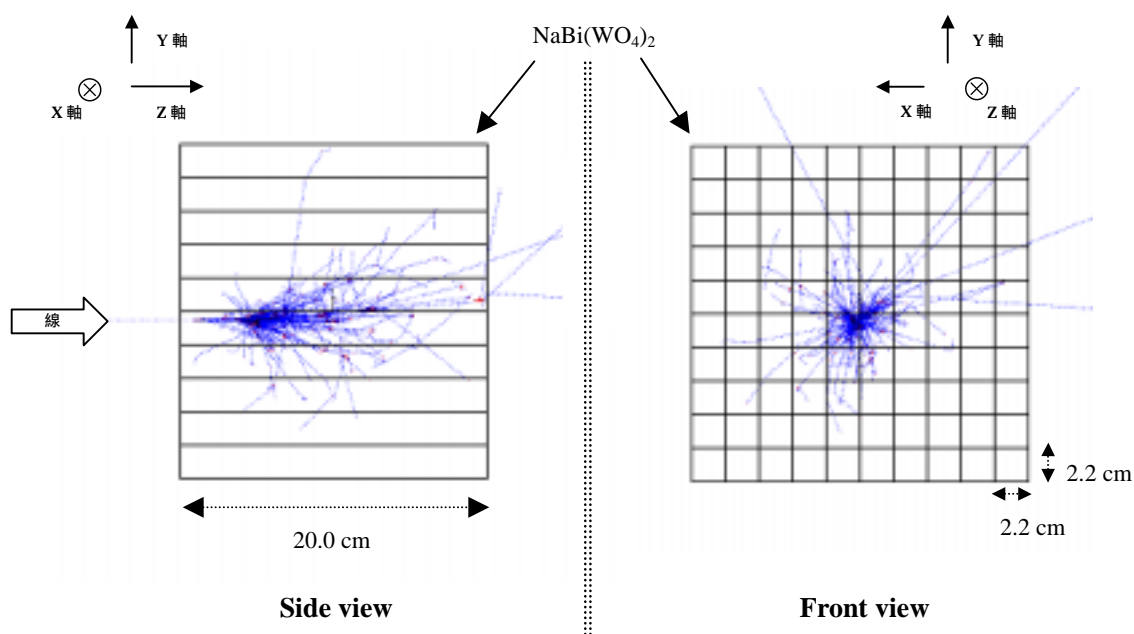 Y 軸
X 軸
Z 軸
NaBi(WO₄)₂
Y 軸
X 軸
Z 軸
線
20.0 cm
2.2 cm
2.2 cm
Side view
Front view